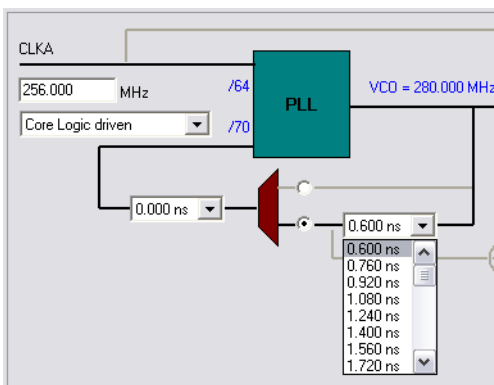 CLKA
256.000 MHz
/64
PLL
VCO = 280.000 MHz
Core Logic driven
/70
0.000 ns
0.600 ns
0.600 ns
0.760 ns
0.920 ns
1.080 ns
1.240 ns
1.400 ns
1.560 ns
1.720 ns